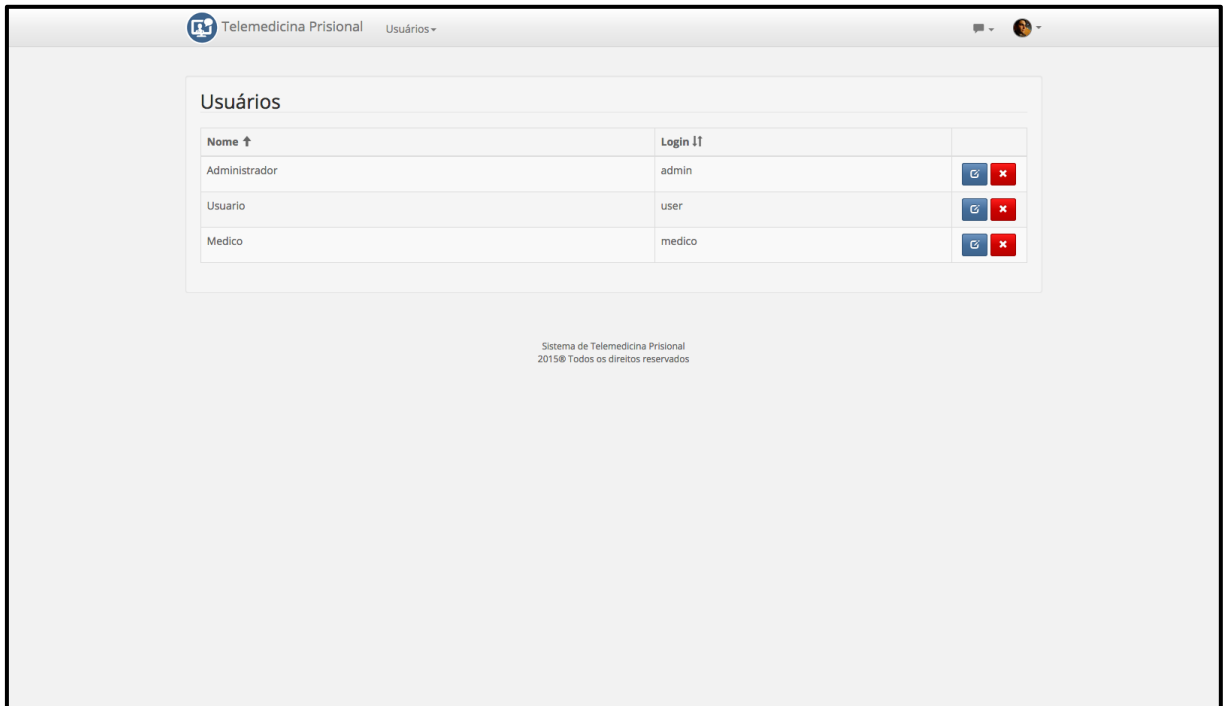 Telemedicina Prisional Usuários
Usuários
Nome Login
Administrador admin
Usuario user
Medico medico
Sistema de Telemedicina Prisional
2015® Todos os direitos reservados